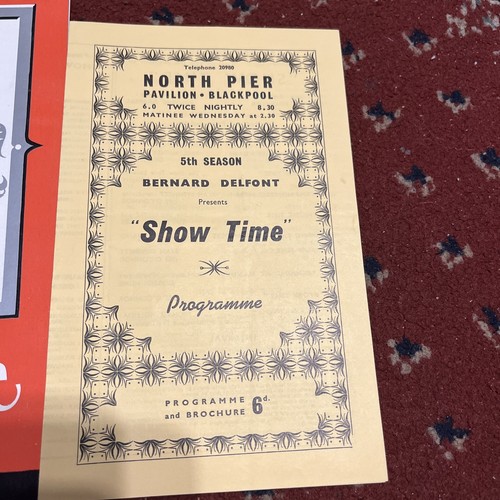 Telephone 20980
NORTH PIER
PAVILION • BLACKPOOL
6.0 TWICE NIGHTLY 8.30
MATINEE WEDNESDAY at 2.30
5th SEASON
BERNARD DELFONT
Presents
"Show Time"
Programme
PROGRAMME
and BROCHURE 6d.